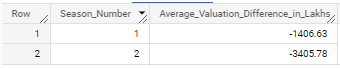 Row Season_Number Average_Valuation_Difference_in_Lakhs
1 1 -1406.63
2 2 -3405.78